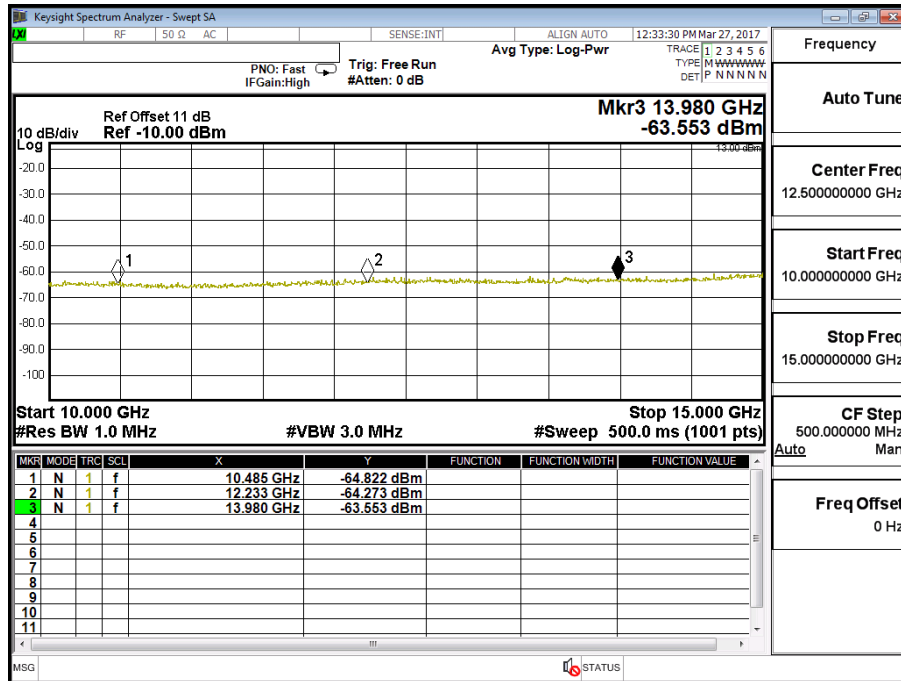 Keysight Spectrum Analyzer - Swept SA
LXI RF 50 Ω AC SENSE:INT ALIGN AUTO 12:33:30 PM Mar 27, 2017
PNO: Fast
IFGain:High
Trig: Free Run
#Atten: 0 dB
Avg Type: Log-Pwr
TRACE 1 2 3 4 5 6
TYPE M W W W W W
DET P N N N N N
Ref Offset 11 dB
10 dB/div Ref -10.00 dBm
Log
Mkr3 13.980 GHz
-63.553 dBm
13.00 dBm
-20.0
-30.0
-40.0
-50.0
-60.0
-70.0
-80.0
-90.0
-100
1
2
3
Start 10.000 GHz Stop 15.000 GHz
#Res BW 1.0 MHz #VBW 3.0 MHz #Sweep 500.0 ms (1001 pts)
MKR MODE TRC SCL X Y FUNCTION FUNCTION WIDTH FUNCTION VALUE
1 N 1 f 10.485 GHz -64.822 dBm
2 N 1 f 12.233 GHz -64.273 dBm
3 N 1 f 13.980 GHz -63.553 dBm
4
5
6
7
8
9
10
11
MSG STATUS
Frequency
Auto Tune
Center Freq
12.500000000 GHz
Start Freq
10.000000000 GHz
Stop Freq
15.000000000 GHz
CF Step
500.000000 MHz
Auto Man
Freq Offset
0 Hz